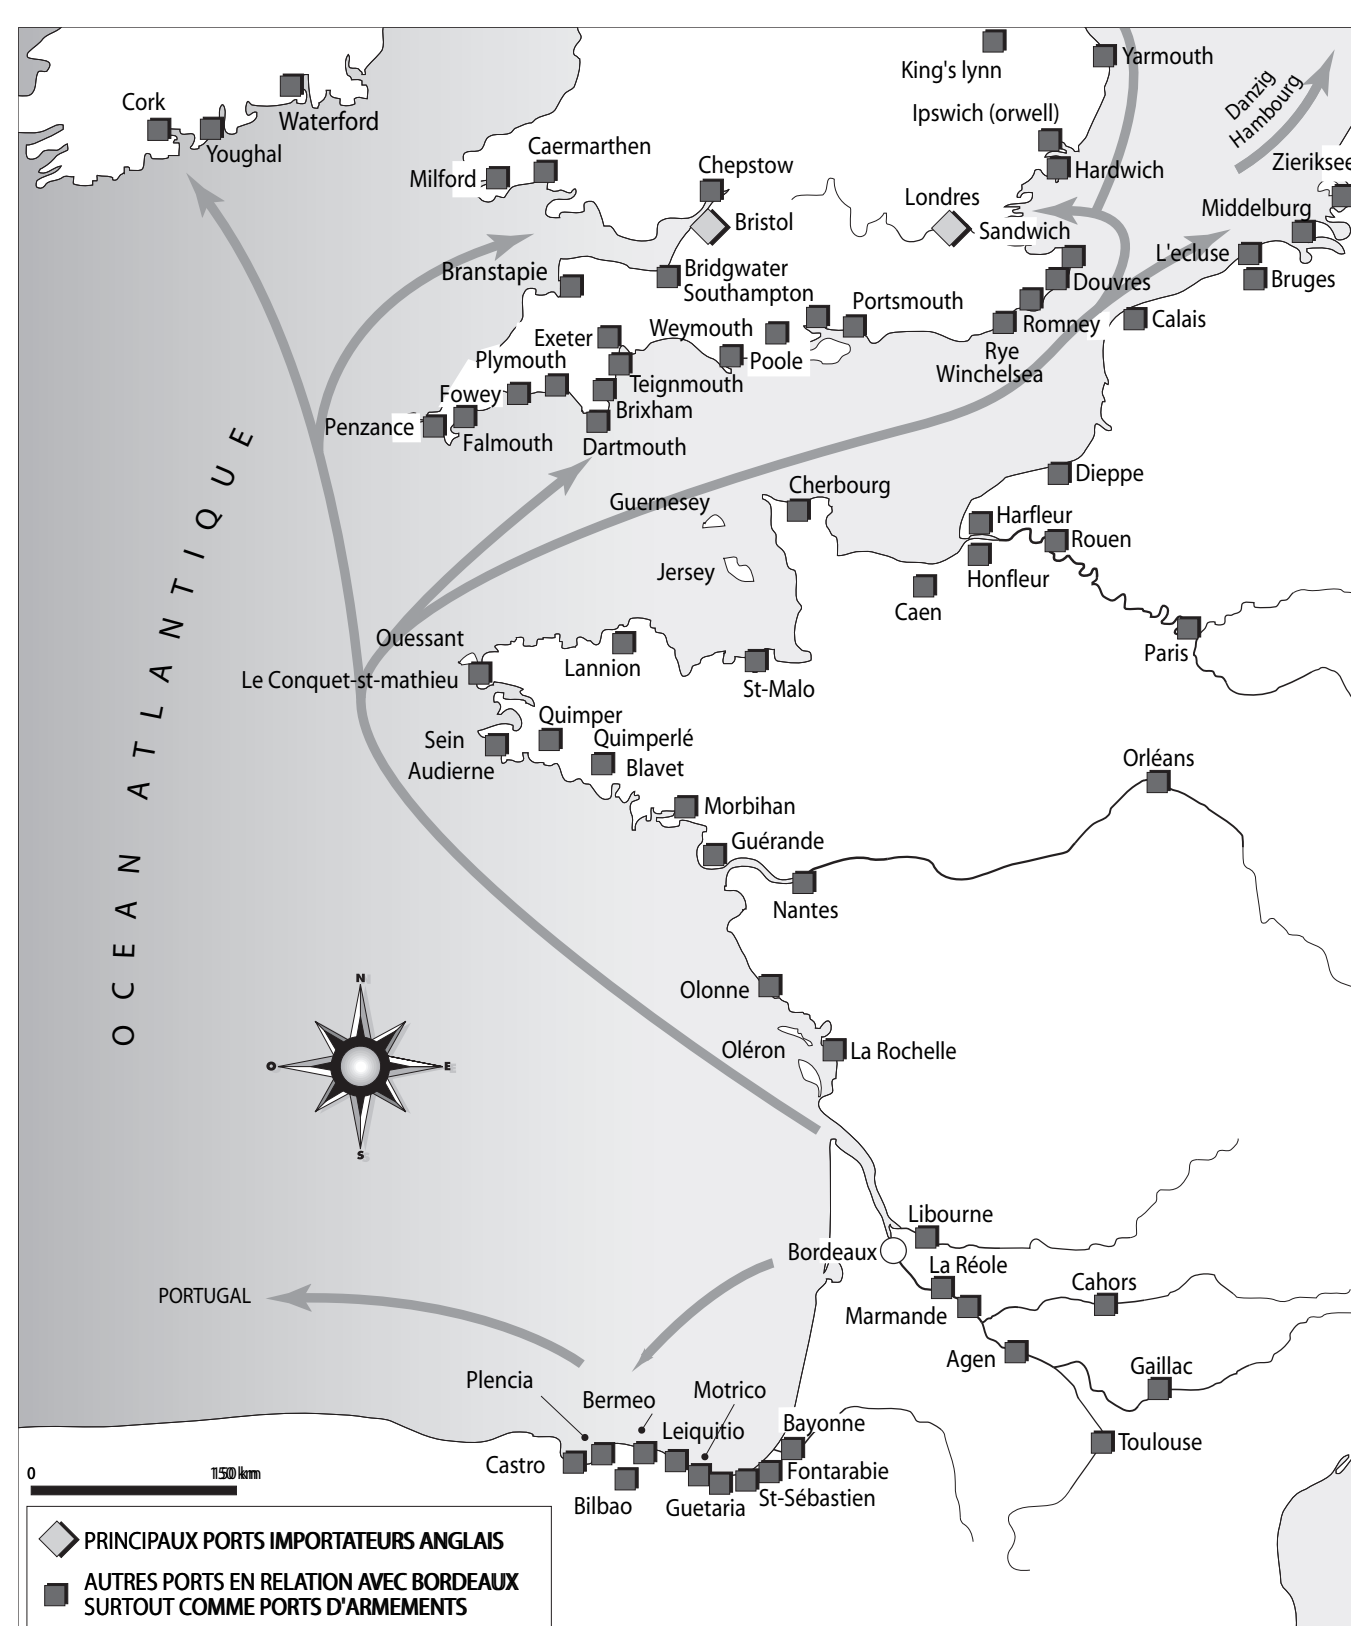 King's lynn
Yarmouth
Danzig
Hambourg
Cork
Waterford
Youghal
Ipswich (orwell)
Hardwich
Zieriksee
Caermarthen
Milford
Chepstow
Bristol
Londres
Sandwich
Middelburg
L'ecluse
Bruges
Branstapie
Bridgwater
Southampton
Portsmouth
Douvres
Calais
Exeter
Weymouth
Poole
Romney
Rye
Winchelsea
Plymouth
Teignmouth
Fowey
Brixham
Penzance
Falmouth
Dartmouth
OCEAN ATLANTIQUE
Guernesey
Cherbourg
Dieppe
Harfleur
Rouen
Jersey
Honfleur
Caen
Ouessant
Lannion
Paris
Le Conquet-st-mathieu
St-Malo
Quimper
Sein
Quimperlé
Audierne
Blavet
Orléans
Morbihan
Guérande
Nantes
N
O
E
S
Olonne
Oléron
La Rochelle
Libourne
Bordeaux
La Réole
PORTUGAL
Cahors
Marmande
Agen
Gaillac
Plencia
Bermeo
Motrico
Leiquitio
Bayonne
Toulouse
Castro
Fontarabie
Bilbao
Guetaria
St-Sébastien
0
150 km
PRINCIPAUX PORTS IMPORTATEURS ANGLAIS
AUTRES PORTS EN RELATION AVEC BORDEAUX
SURTOUT COMME PORTS D'ARMEMENTS